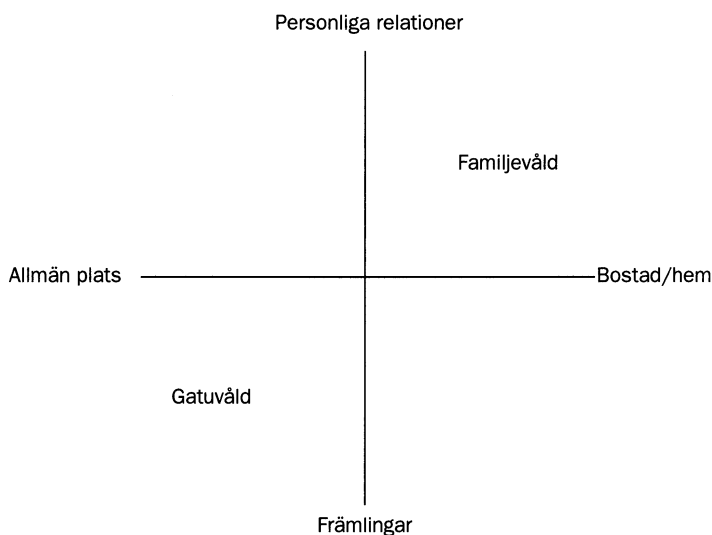 Personliga relationer
Familjevåld
Allmän plats
Bostad/hem
Gatuvåld
Främlingar